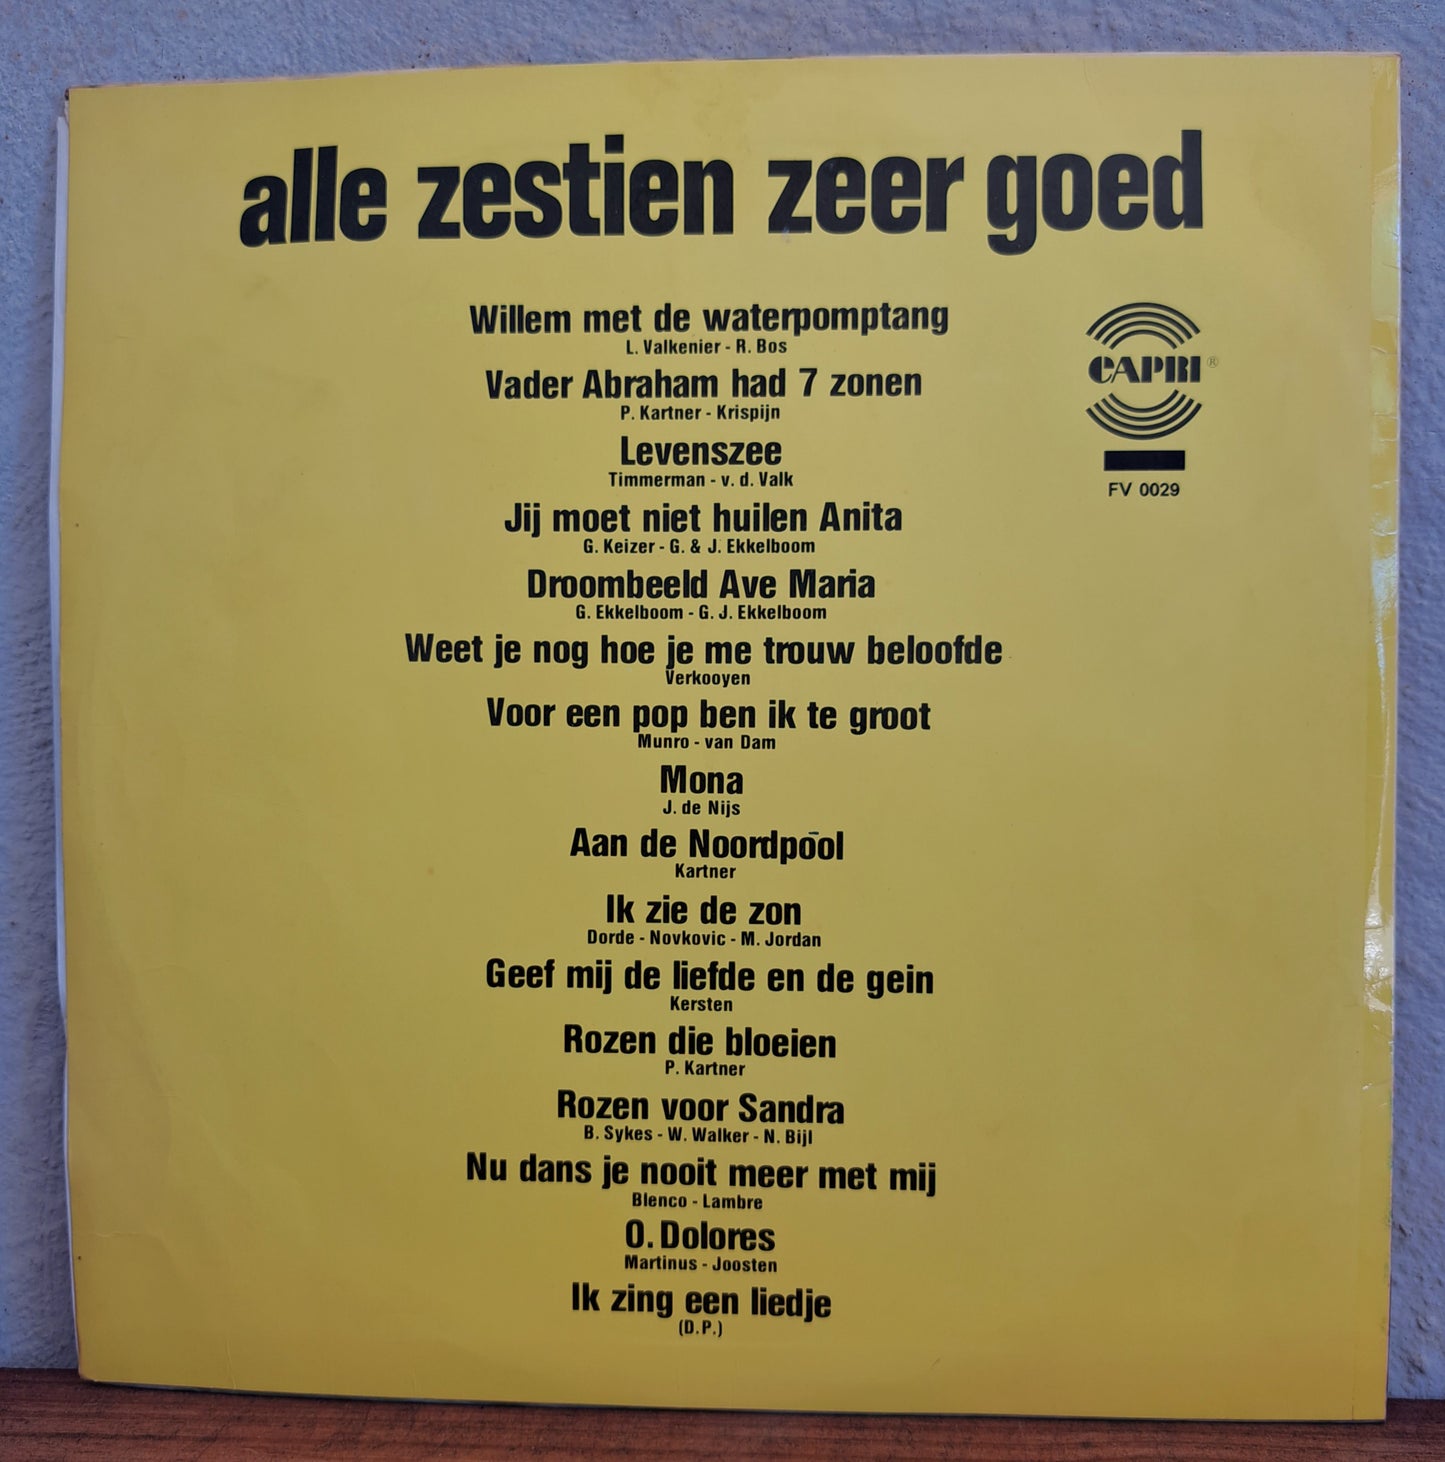 alle zestien zeer goed
Willem met de waterpomptang
L. Valkenier - R. Bos
Vader Abraham had 7 zonen
P. Kartner - Krispijn
Levenszee
Timmerman - v. d. Valk
Jij moet niet huilen Anita
G. Keizer - G. & J. Ekkelboom
Droombeeld Ave Maria
G. Ekkelboom - G. J. Ekkelboom
Weet je nog hoe je me trouw beloofde
Verkooyen
Voor een pop ben ik te groot
Munro - van Dam
Mona
J. de Nijs
Aan de Noordpool
Kartner
Ik zie de zon
Dorde - Novkovic - M. Jordan
Geef mij de liefde en de gein
Kersten
Rozen die bloeien
P. Kartner
Rozen voor Sandra
B. Sykes - W. Walker - N. Bijl
Nu dans je nooit meer met mij
Blenco - Lambre
O. Dolores
Martinus - Joosten
Ik zing een liedje
(D.P.)
CAPRI ®
FV 0029